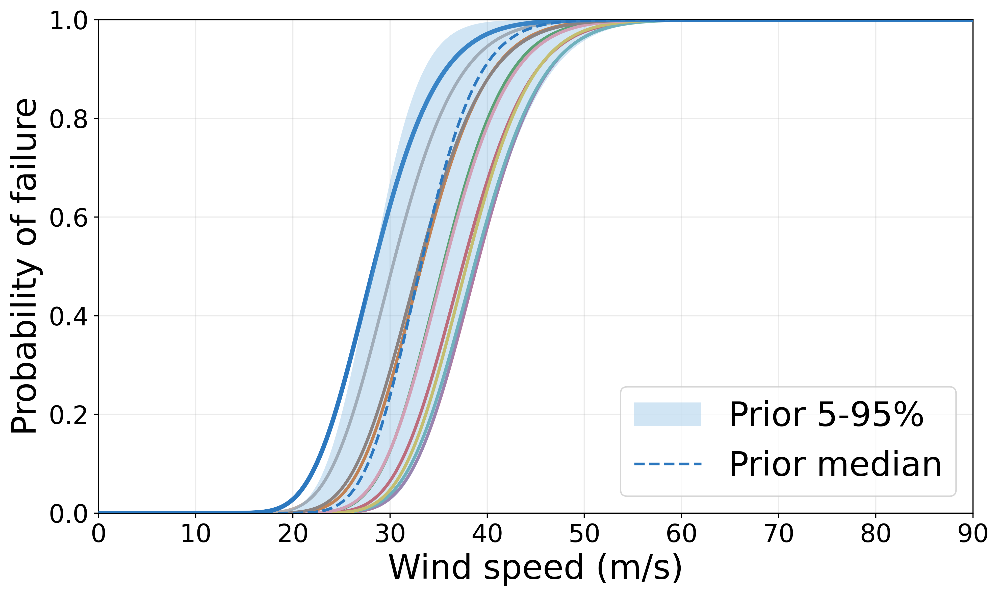 Probability of failure
1.0
0.8
0.6
0.4
0.2
0.0
0 10 20 30 40 50 60 70 80 90
Wind speed (m/s)
Prior 5-95%
Prior median